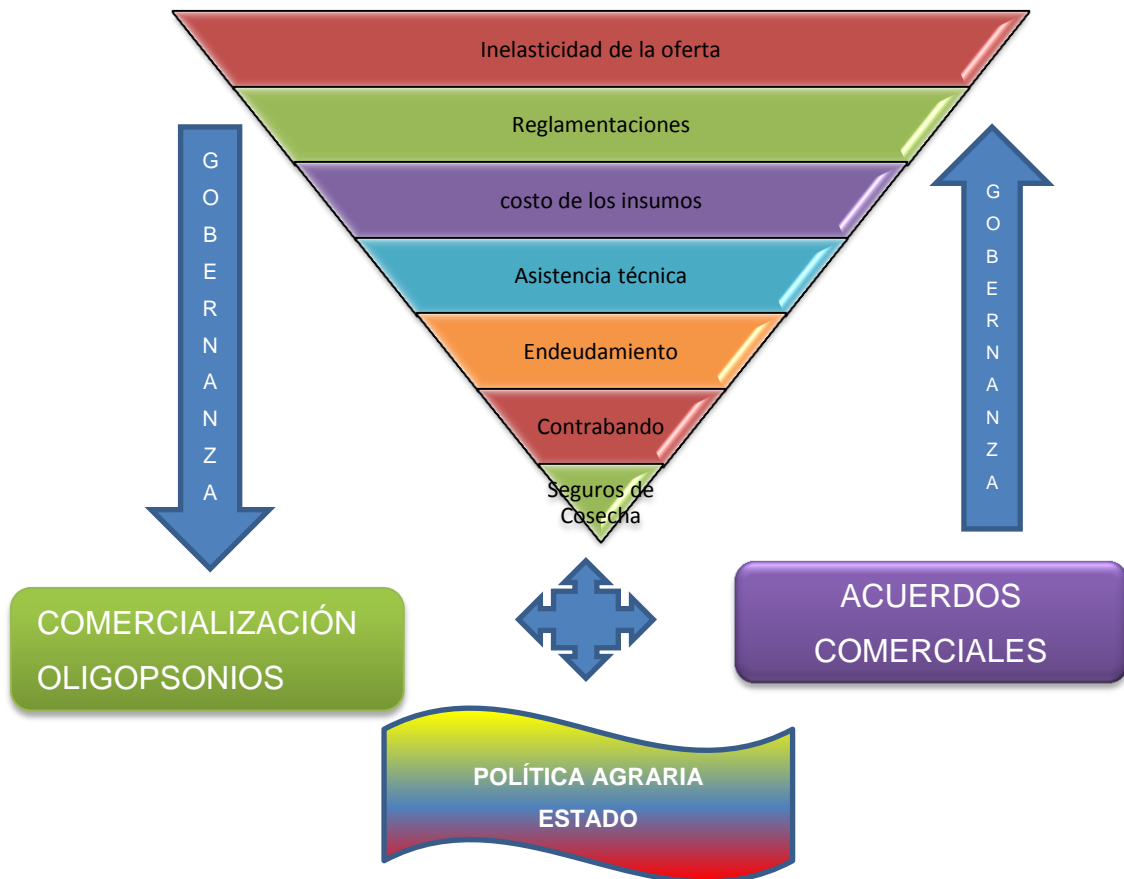 Inelasticidad de la oferta
Reglamentaciones
costo de los insumos
Asistencia técnica
Endeudamiento
Contrabando
Seguros de
Cosecha
G
O
B
E
R
N
A
N
Z
A
G
O
B
E
R
N
A
N
Z
A
COMERCIALIZACIÓN
OLIGOPSONIOS
ACUERDOS
COMERCIALES
POLÍTICA AGRARIA
ESTADO